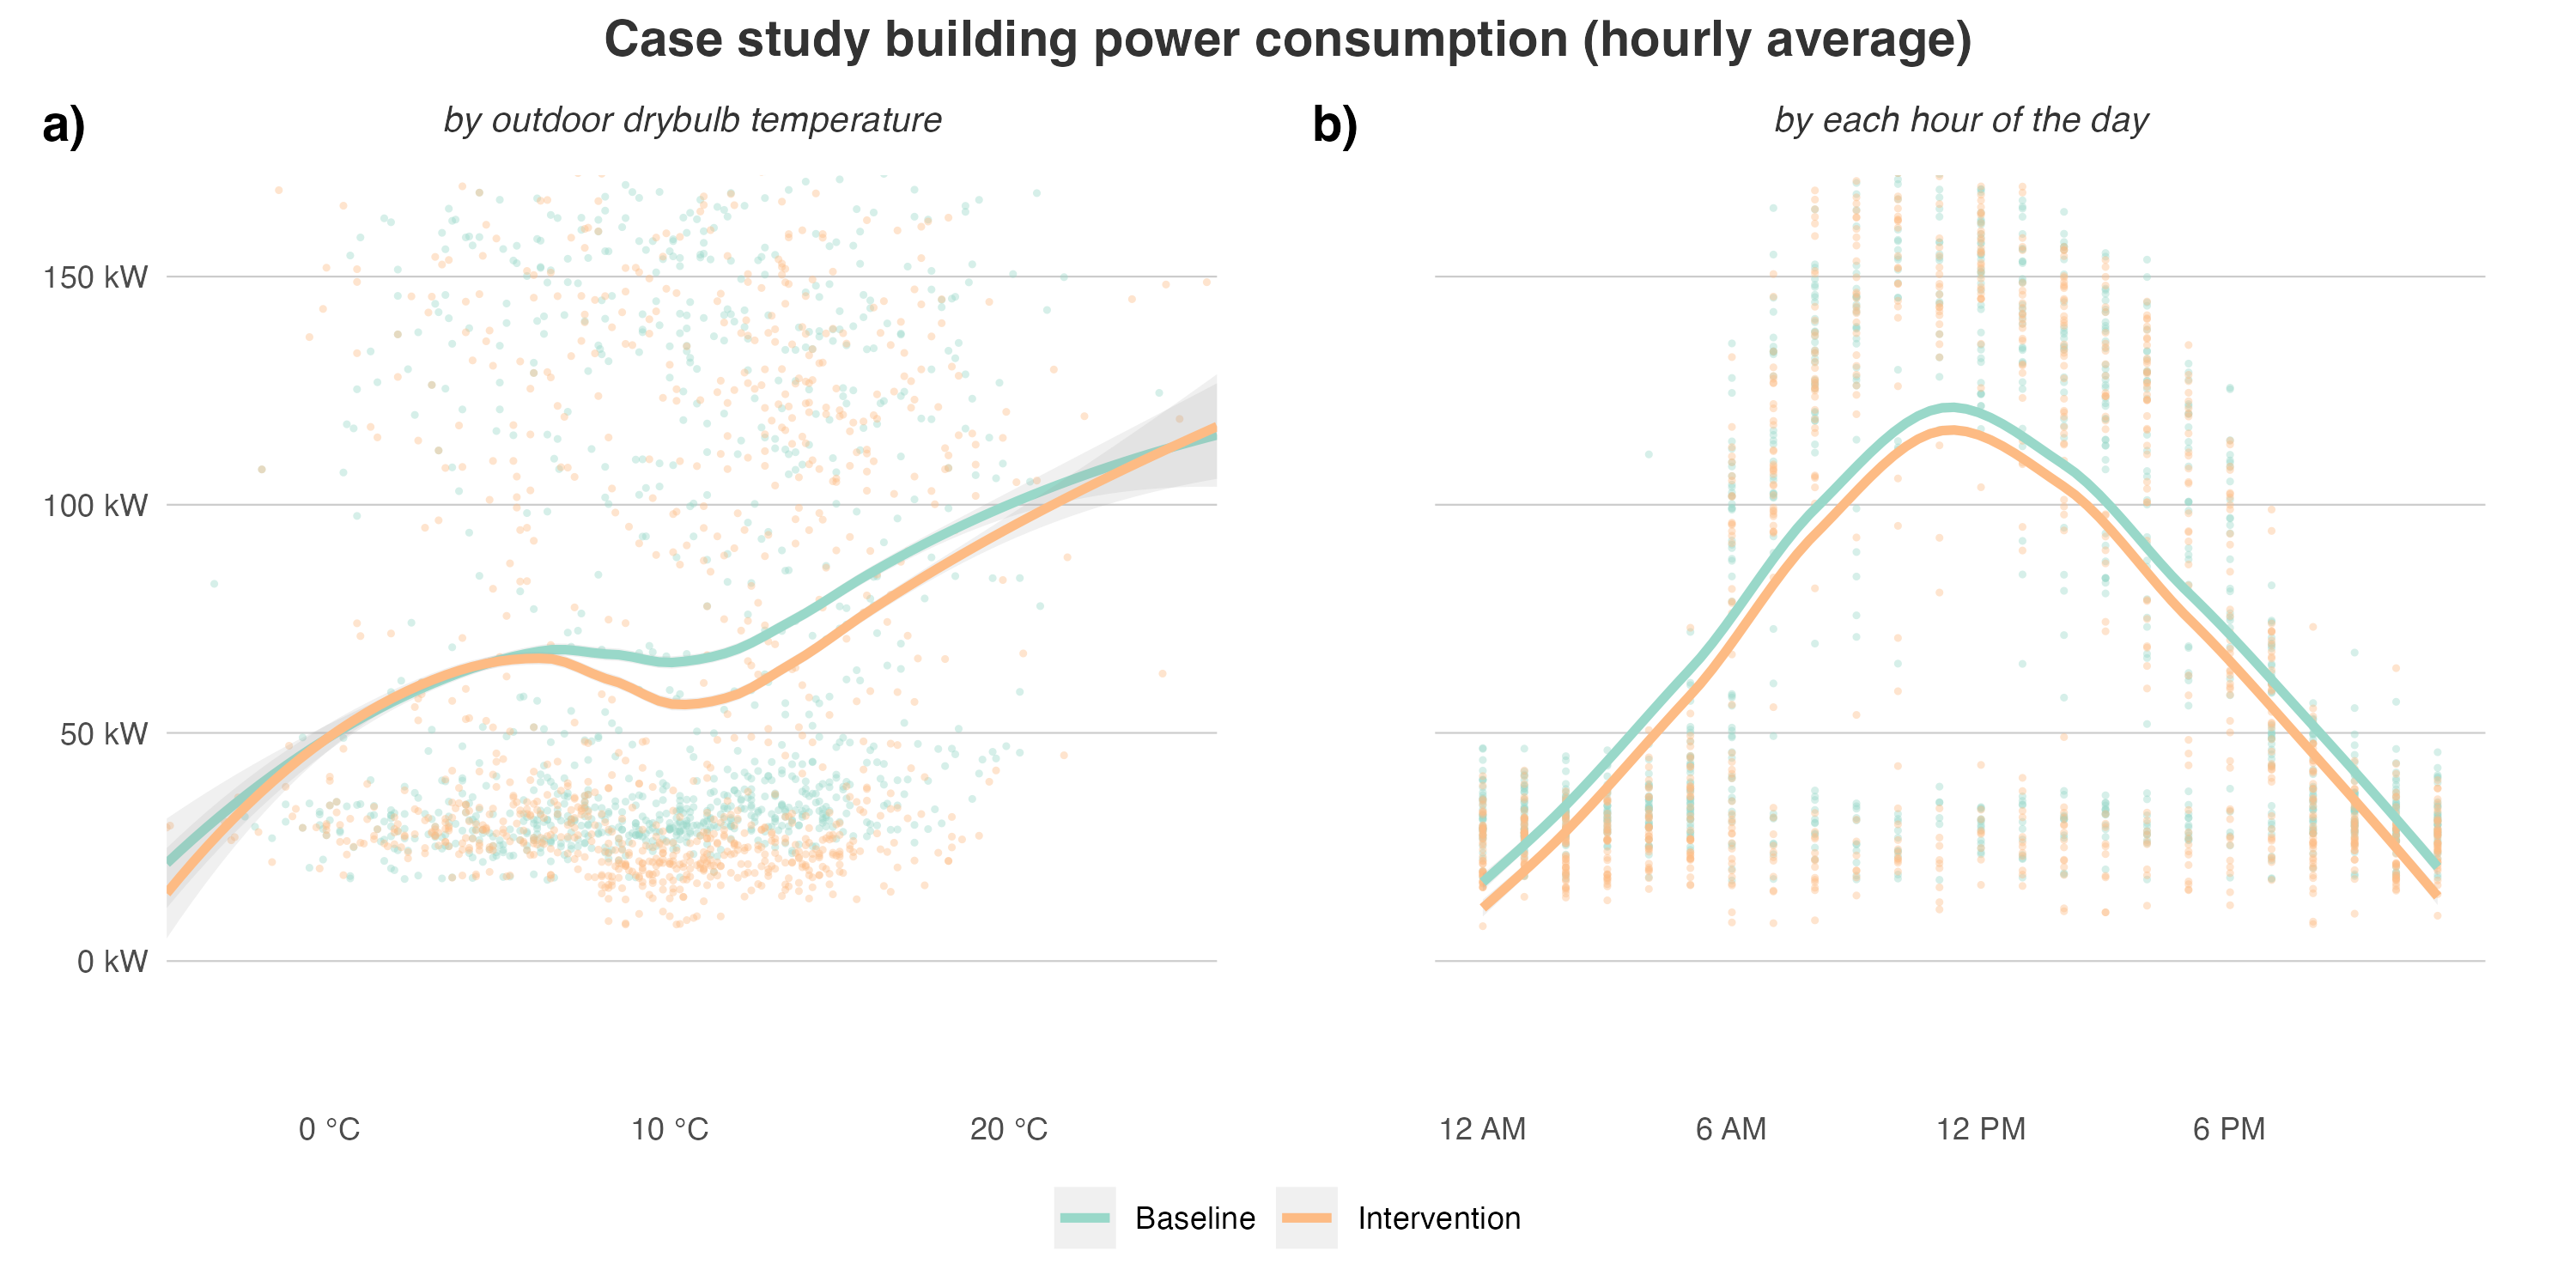 Case study building power consumption (hourly average)
a)
by outdoor drybulb temperature
b)
by each hour of the day
150 kW
100 kW
50 kW
0 kW
0 °C
10 °C
20 °C
12 AM
6 AM
12 PM
6 PM
Baseline
Intervention